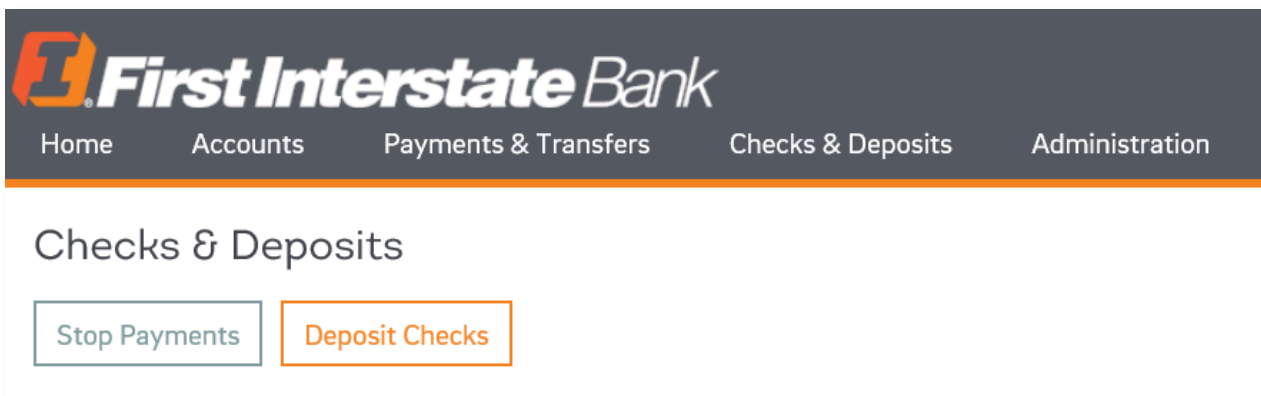 First Interstate Bank
Home Accounts Payments & Transfers Checks & Deposits Administration
Checks & Deposits
Stop Payments Deposit Checks